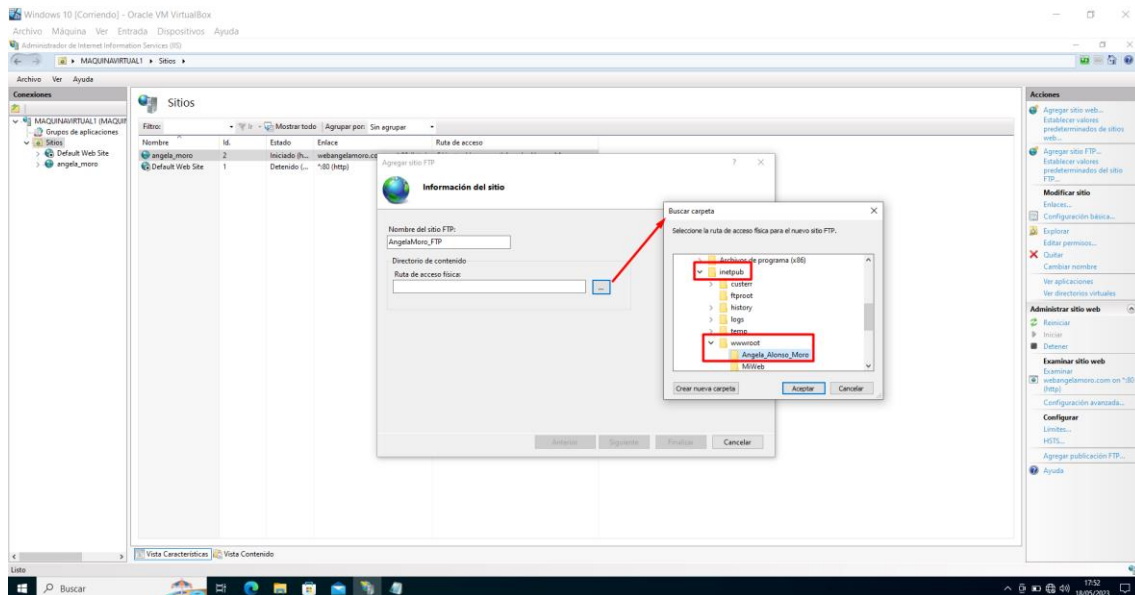 Windows 10 [Corriendo] - Oracle VM VirtualBox
Archivo Máquina Ver Entrada Dispositivos Ayuda
Administrador de Internet Information Services (IIS)
MAQUINAVIRTUAL1 Sitios
Archivo Ver Ayuda
Conexiones
MAQUINAVIRTUAL1 (MAQUIN
Grupos de aplicaciones
Sitios
Default Web Site
angela_moro
Sitios
Filtro: Ir Mostrar todo Agrupar por: Sin agrupar
Nombre Id. Estado Enlace Ruta de acceso
angela_moro 2 Iniciado (h...
Default Web Site 1 Detenido (... *:80 (http)
Agregar sitio FTP
Información del sitio
Nombre del sitio FTP:
AngelaMoro_FTP
Directorio de contenido
Ruta de acceso física:
...
Anterior Siguiente Finalizar Cancelar
Buscar carpeta
Seleccione la ruta de acceso física para el nuevo sitio FTP.
Archivos de programa (x86)
inetpub
custerr
ftproot
history
logs
temp
wwwroot
Angela_Alonso_Moro
MiWeb
Crear nueva carpeta Aceptar Cancelar
Acciones
Agregar sitio web...
Establecer valores
predeterminados de sitios
web...
Agregar sitio FTP...
Establecer valores
predeterminados del sitio
FTP...
Modificar sitio
Enlaces...
Configuración básica...
Explorar
Editar permisos...
Quitar
Cambiar nombre
Ver aplicaciones
Ver directorios virtuales
Administrar sitio web
Reiniciar
Iniciar
Detener
Examinar sitio web
Examinar
webangelamoro.com on *:80
(http)
Configuración avanzada...
Configurar
Límites...
HSTS...
Agregar publicación FTP...
Ayuda
Vista Características Vista Contenido
Listo
Buscar
17:52
18/05/2023